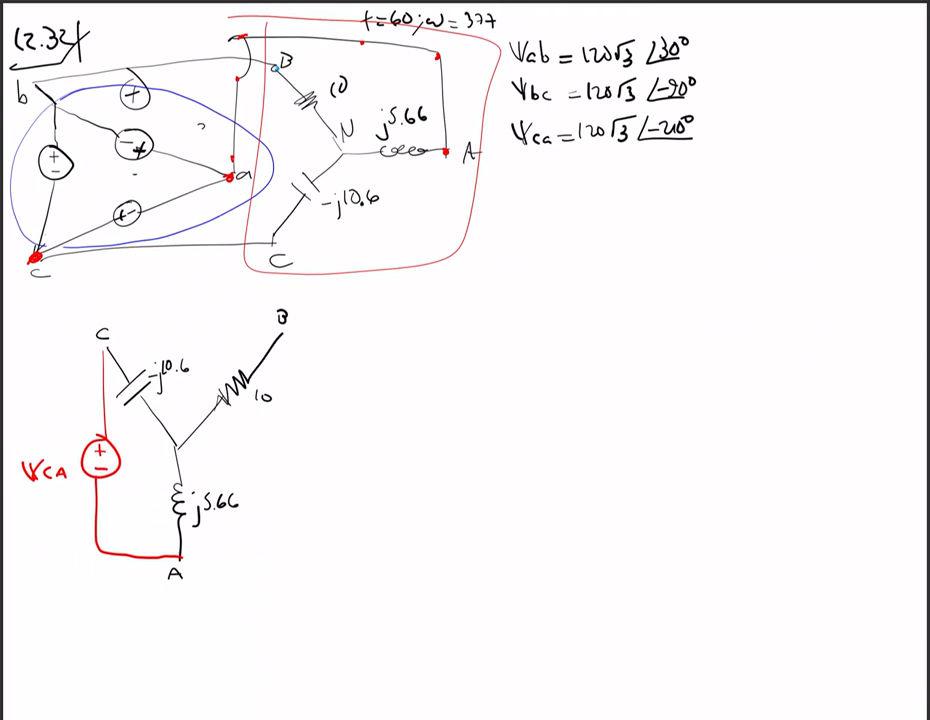 12.32
f=60; ω = 377
Vab = 120√3 ∠30°
Vbc = 120√3 ∠-90°
Vca = 120√3 ∠-210°
b
B
10
N
j5.66
A
a
-j10.6
c
C
C
B
-j10.6
10
VCA
j5.66
A